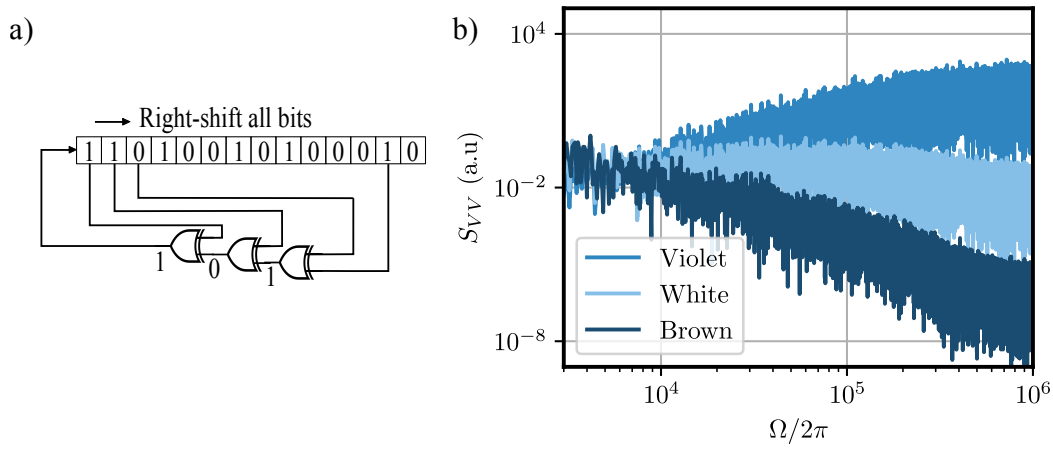 a)
Right-shift all bits
1 1 0 1 0 0 1 0 1 0 0 0 1 0
1 0 1
b)
S_VV (a.u)
10^4
10^-2
10^-8
Violet
White
Brown
10^4 10^5 10^6
Ω/2π